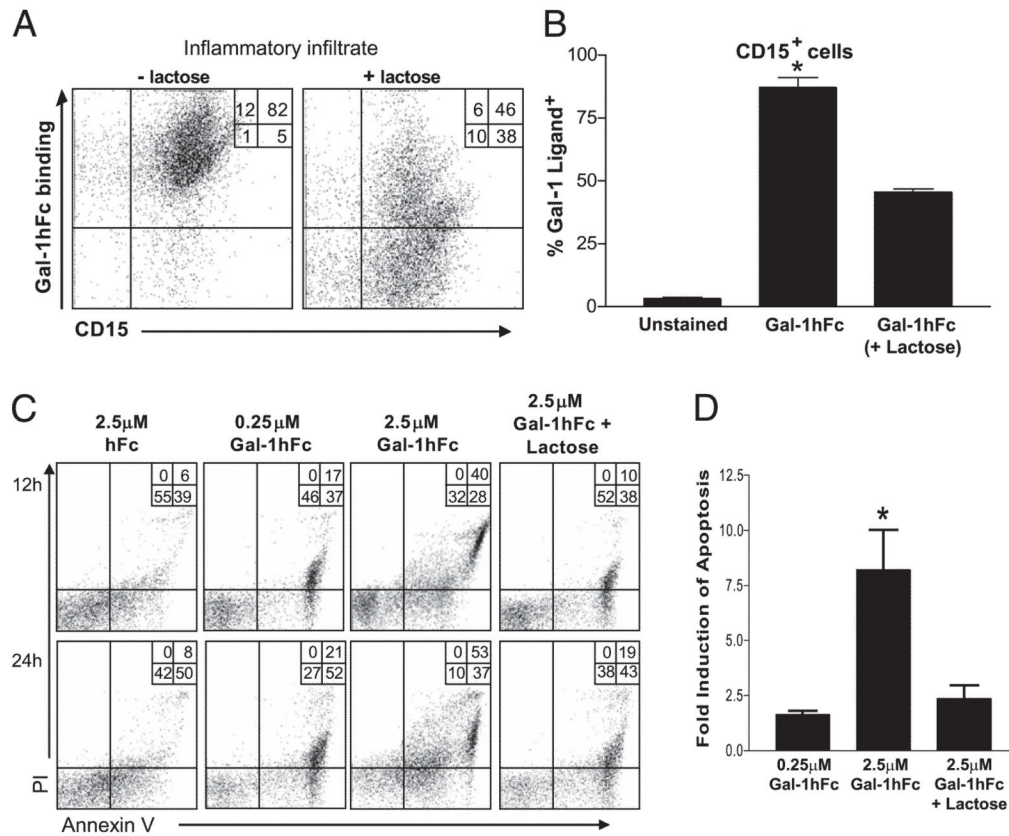 A
Inflammatory infiltrate
- lactose
+ lactose
12 82
1 5
6 46
10 38
Gal-1hFc binding
CD15
B
CD15+ cells
*
100
75
50
25
0
% Gal-1 Ligand+
Unstained
Gal-1hFc
Gal-1hFc
(+ Lactose)
C
2.5μM
hFc
0.25μM
Gal-1hFc
2.5μM
Gal-1hFc
2.5μM
Gal-1hFc +
Lactose
12h
0 6
55 39
0 17
46 37
0 40
32 28
0 10
52 38
24h
0 8
42 50
0 21
27 52
0 53
10 37
0 19
38 43
PI
Annexin V
D
12.5
10.0
7.5
5.0
2.5
0.0
Fold Induction of Apoptosis
*
0.25μM
Gal-1hFc
2.5μM
Gal-1hFc
2.5μM
Gal-1hFc
+ Lactose